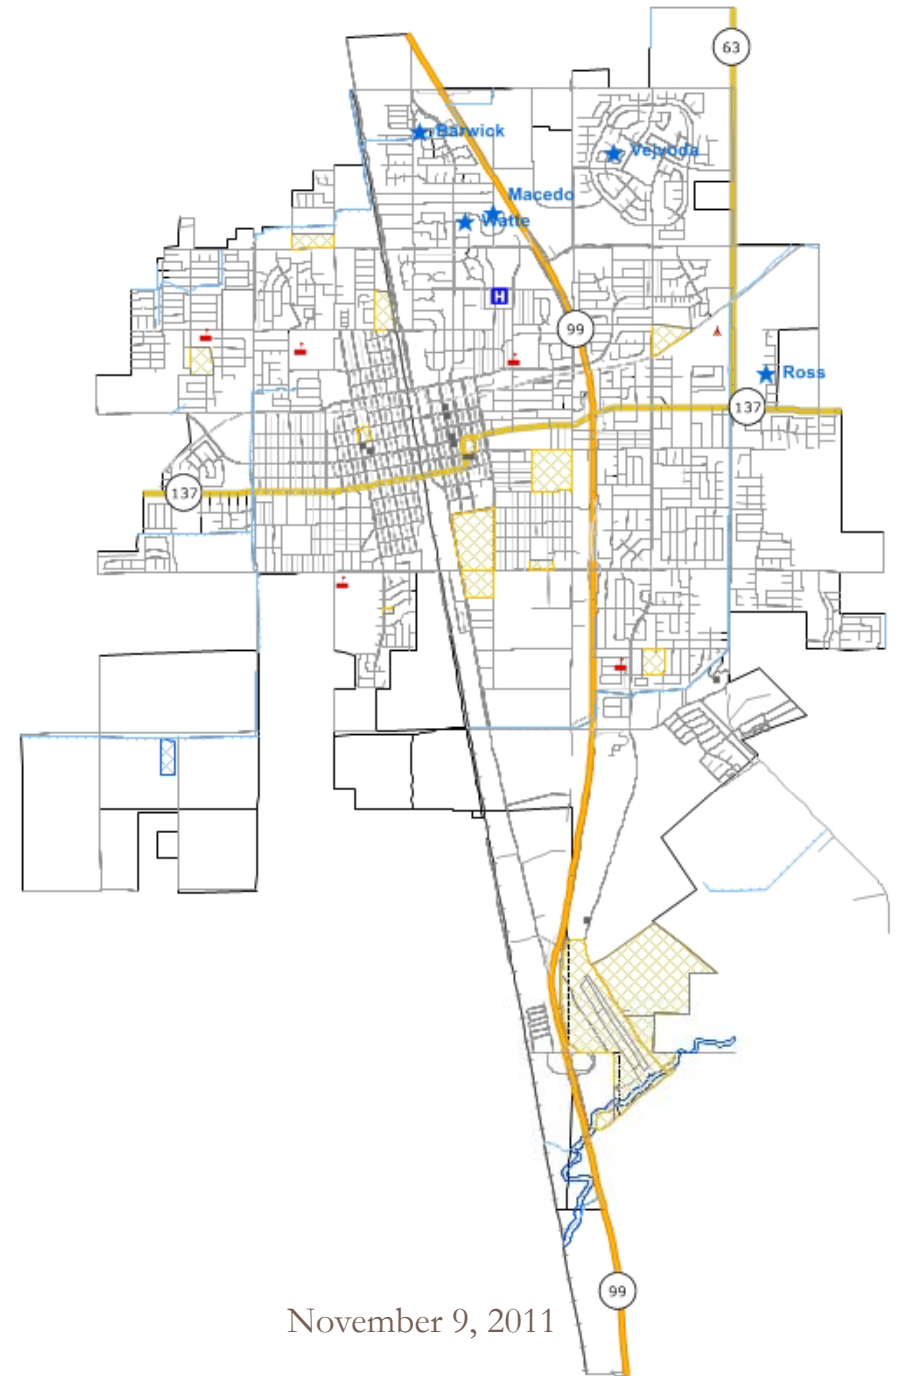 63
Barwick
Vejvoda
Macedo
Watte
H
99
Ross
137
137
99
November 9, 2011